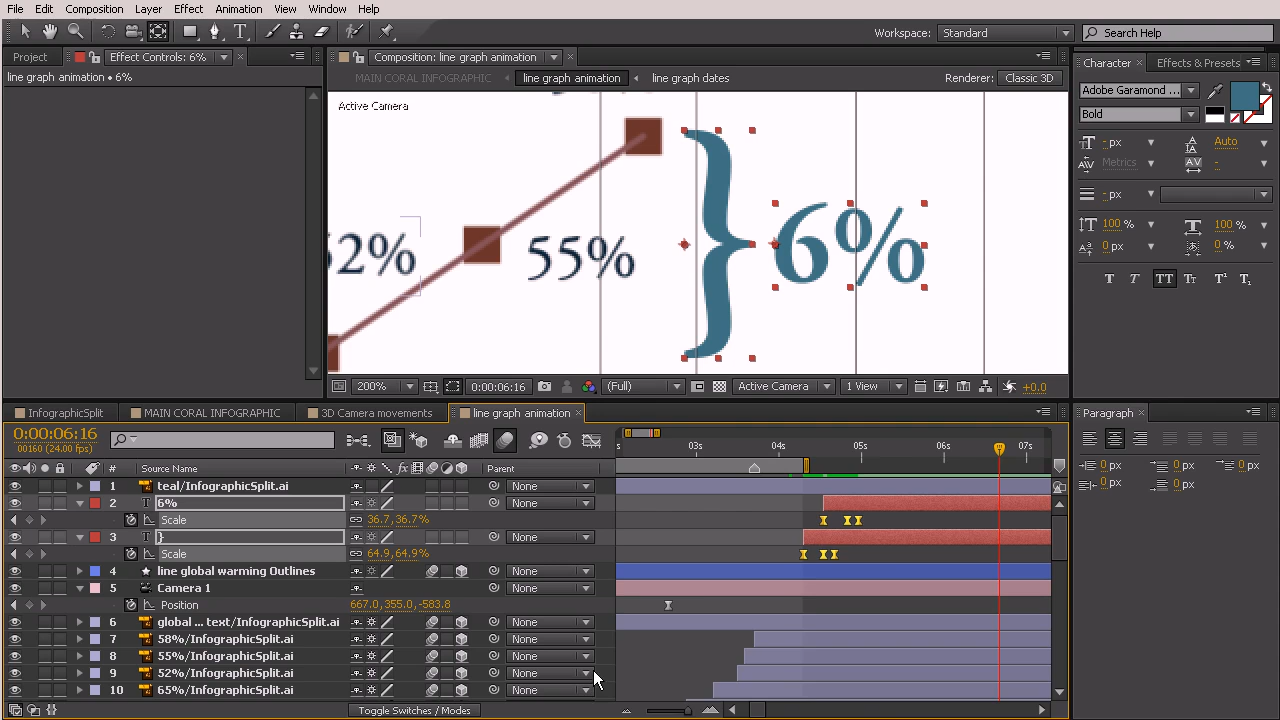 File Edit Composition Layer Effect Animation View Window Help
Workspace: Standard Search Help
Project Effect Controls: 6% Composition: line graph animation Character Effects & Presets
line graph animation • 6% MAIN CORAL INFOGRAPHIC line graph animation line graph dates Renderer: Classic 3D
Active Camera
Adobe Garamond ...
Bold
- px Auto
Metrics -
- px
100 % 100 %
0 px 0 %
T T TT Tr T¹ T₁
52% 55% } 6%
200% 0:00:06:16 (Full) Active Camera 1 View +0.0
InfographicSplit MAIN CORAL INFOGRAPHIC 3D Camera movements line graph animation Paragraph
0:00:06:16
00160 (24.00 fps)
s 03s 04s 05s 06s 07s
# Source Name Parent
0 px 0 px 0 px
0 px 0 px
1 teal/InfographicSplit.ai None
2 T 6% None
Scale 36.7, 36.7%
3 T } None
Scale 64.9, 64.9%
4 line global warming Outlines None
5 Camera 1 None
Position 667.0, 355.0, -583.8
6 global ... text/InfographicSplit.ai None
7 58%/InfographicSplit.ai None
8 55%/InfographicSplit.ai None
9 52%/InfographicSplit.ai None
10 65%/InfographicSplit.ai None
Toggle Switches / Modes